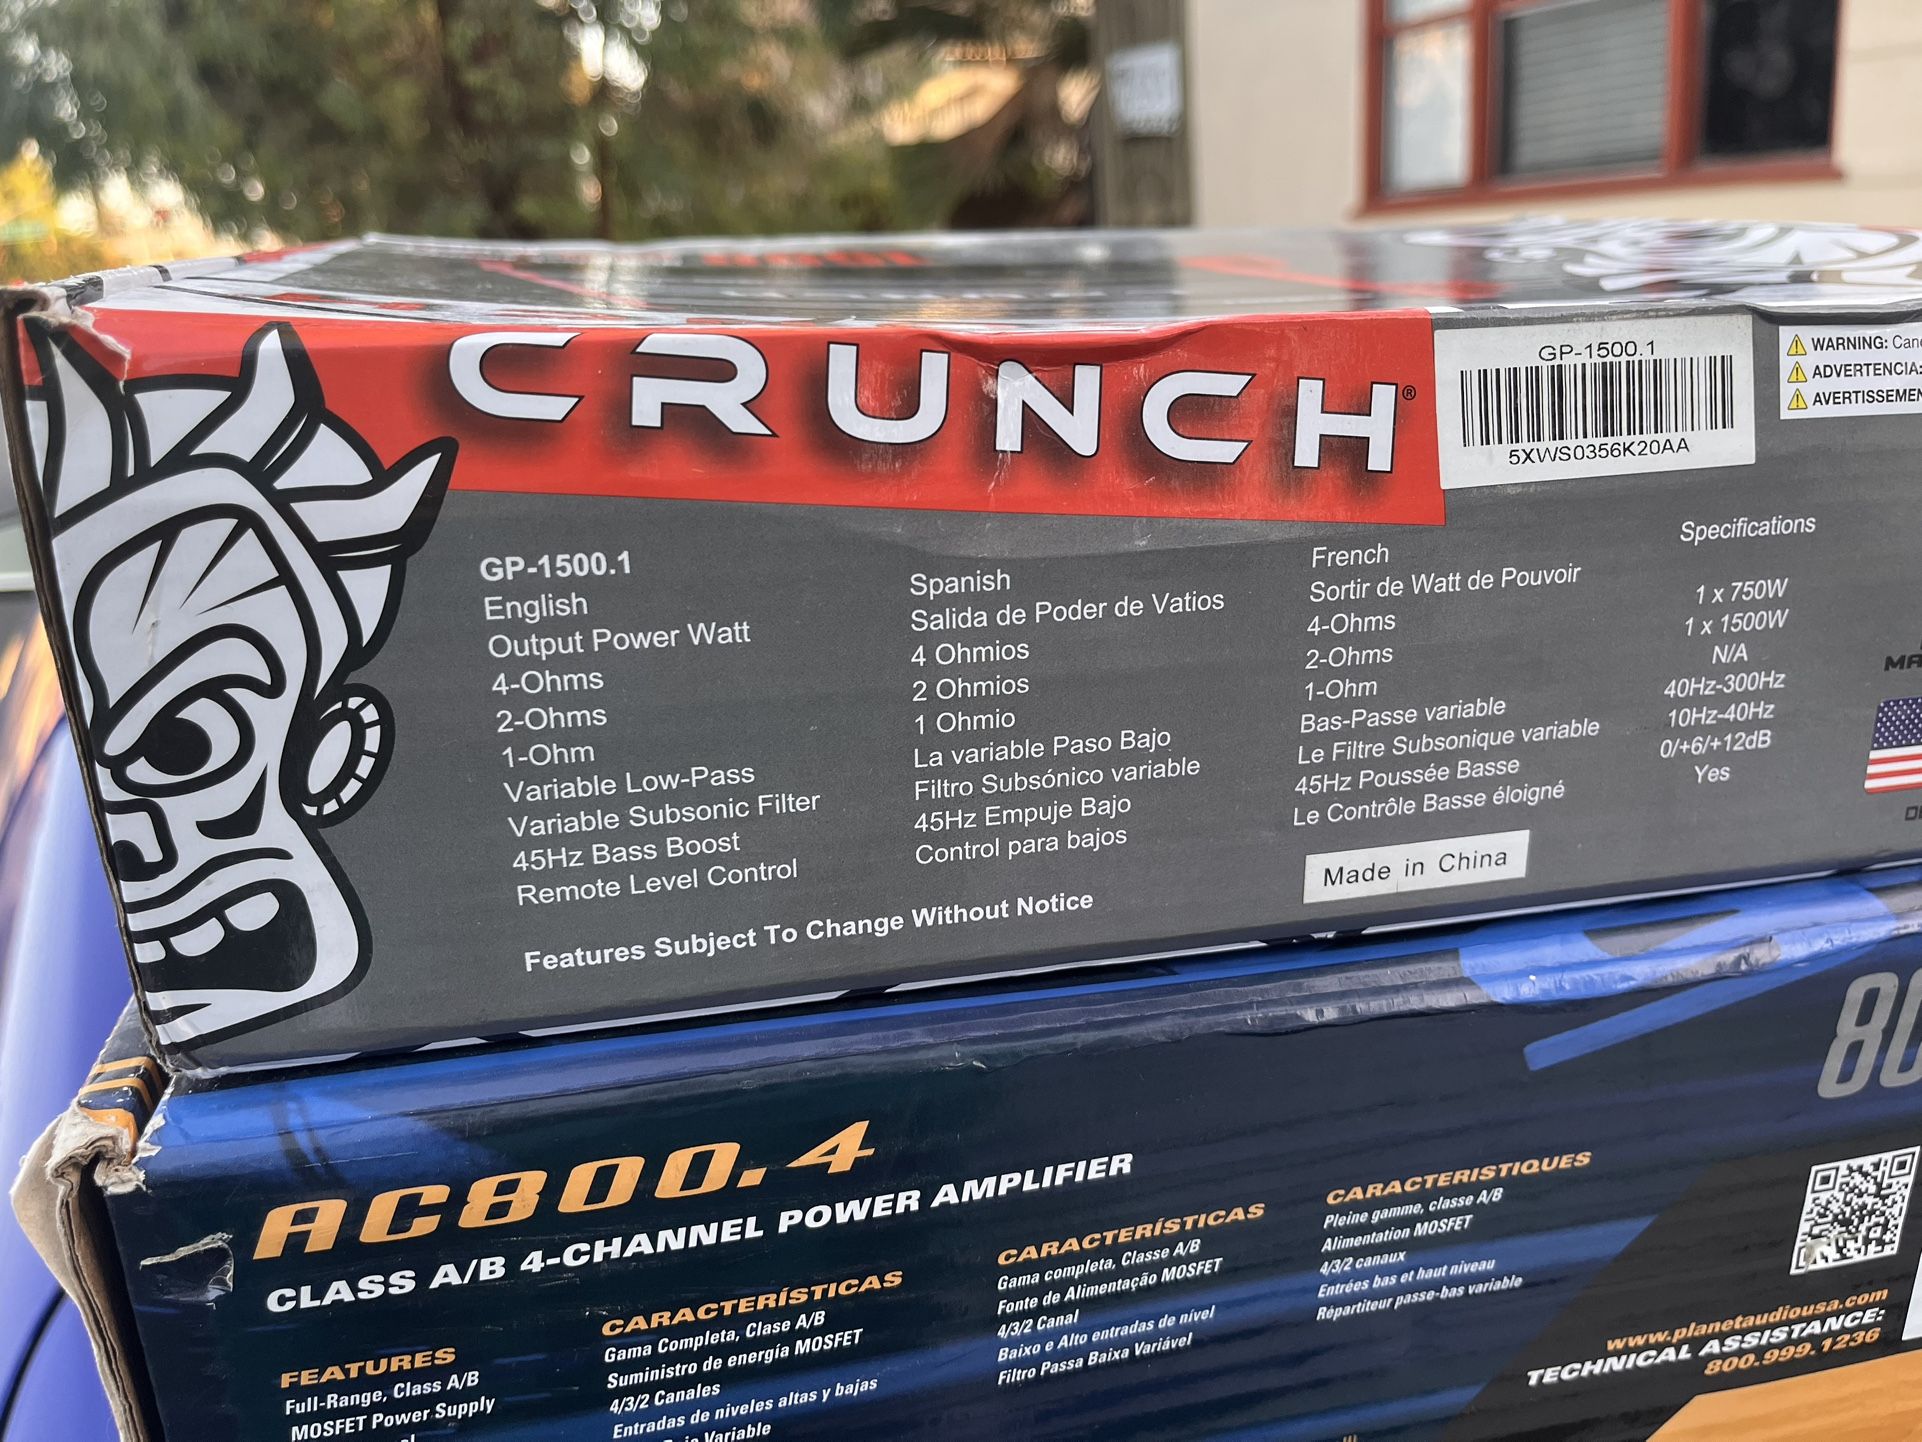 CRUNCH®
GP-1500.1
5XWS0356K20AA
WARNING:
ADVERTENCIA:
GP-1500.1
English
Output Power Watt
4-Ohms
2-Ohms
1-Ohm
Variable Low-Pass
Variable Subsonic Filter
45Hz Bass Boost
Remote Level Control
Features Subject To Change Without Notice
Spanish
Salida de Poder de Vatios
4 Ohmios
2 Ohmios
1 Ohmio
La variable Paso Bajo
Filtro Subsónico variable
45Hz Empuje Bajo
Control para bajos
French
Sortir de Watt de Pouvoir
4-Ohms
2-Ohms
1-Ohm
Bas-Passe variable
Le Filtre Subsonique variable
45Hz Poussée Basse
Le Contrôle Basse éloigné
Made in China
Specifications
1 x 750W
1 x 1500W
N/A
40Hz-300Hz
10Hz-40Hz
0/+6/+12dB
Yes
AC800.4
CLASS A/B 4-CHANNEL POWER AMPLIFIER
FEATURES
Full-Range, Class A/B
MOSFET Power Supply
CARACTERÍSTICAS
Gama Completa, Clase A/B
Suministro de energía MOSFET
4/3/2 Canales
Entradas de niveles altas y bajas
Variable
CARACTERÍSTICAS
Gama completa, Classe A/B
Fonte de Alimentação MOSFET
4/3/2 Canal
Baixo e Alto entradas de nível
Filtro Passa Baixa Variável
CARACTERISTIQUES
Pleine gamme, classe A/B
Alimentation MOSFET
4/3/2 canaux
Entrées bas et haut niveau
Répartiteur passe-bas variable
www.planetaudiousa.com
TECHNICAL ASSISTANCE:
800.999.1236